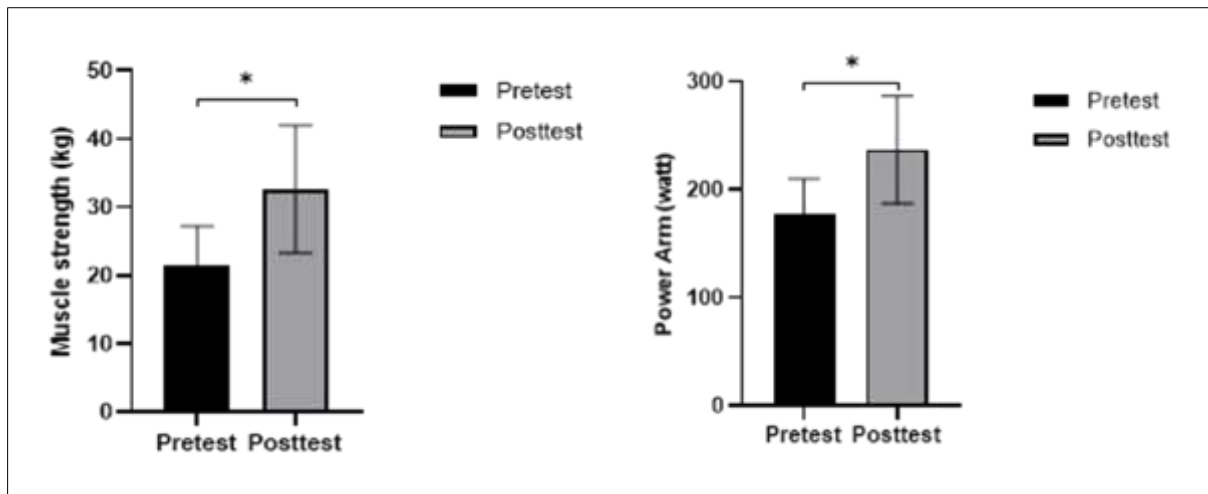 Muscle strength (kg)
50
40
30
20
10
0
*
Pretest
Posttest
Pretest Posttest
Power Arm (watt)
300
200
100
0
*
Pretest
Posttest
Pretest Posttest